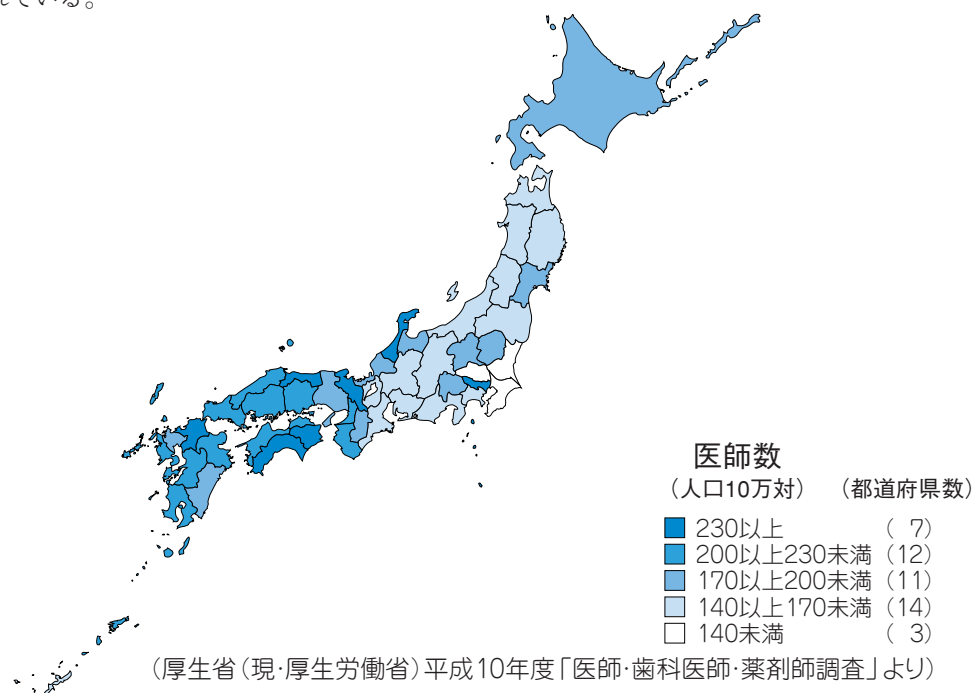 れている。
医師数
（人口10万対） （都道府県数）
230以上 （ 7）
200以上230未満（12）
170以上200未満（11）
140以上170未満（14）
140未満 （ 3）
（厚生省（現・厚生労働省）平成10年度「医師・歯科医師・薬剤師調査」より）